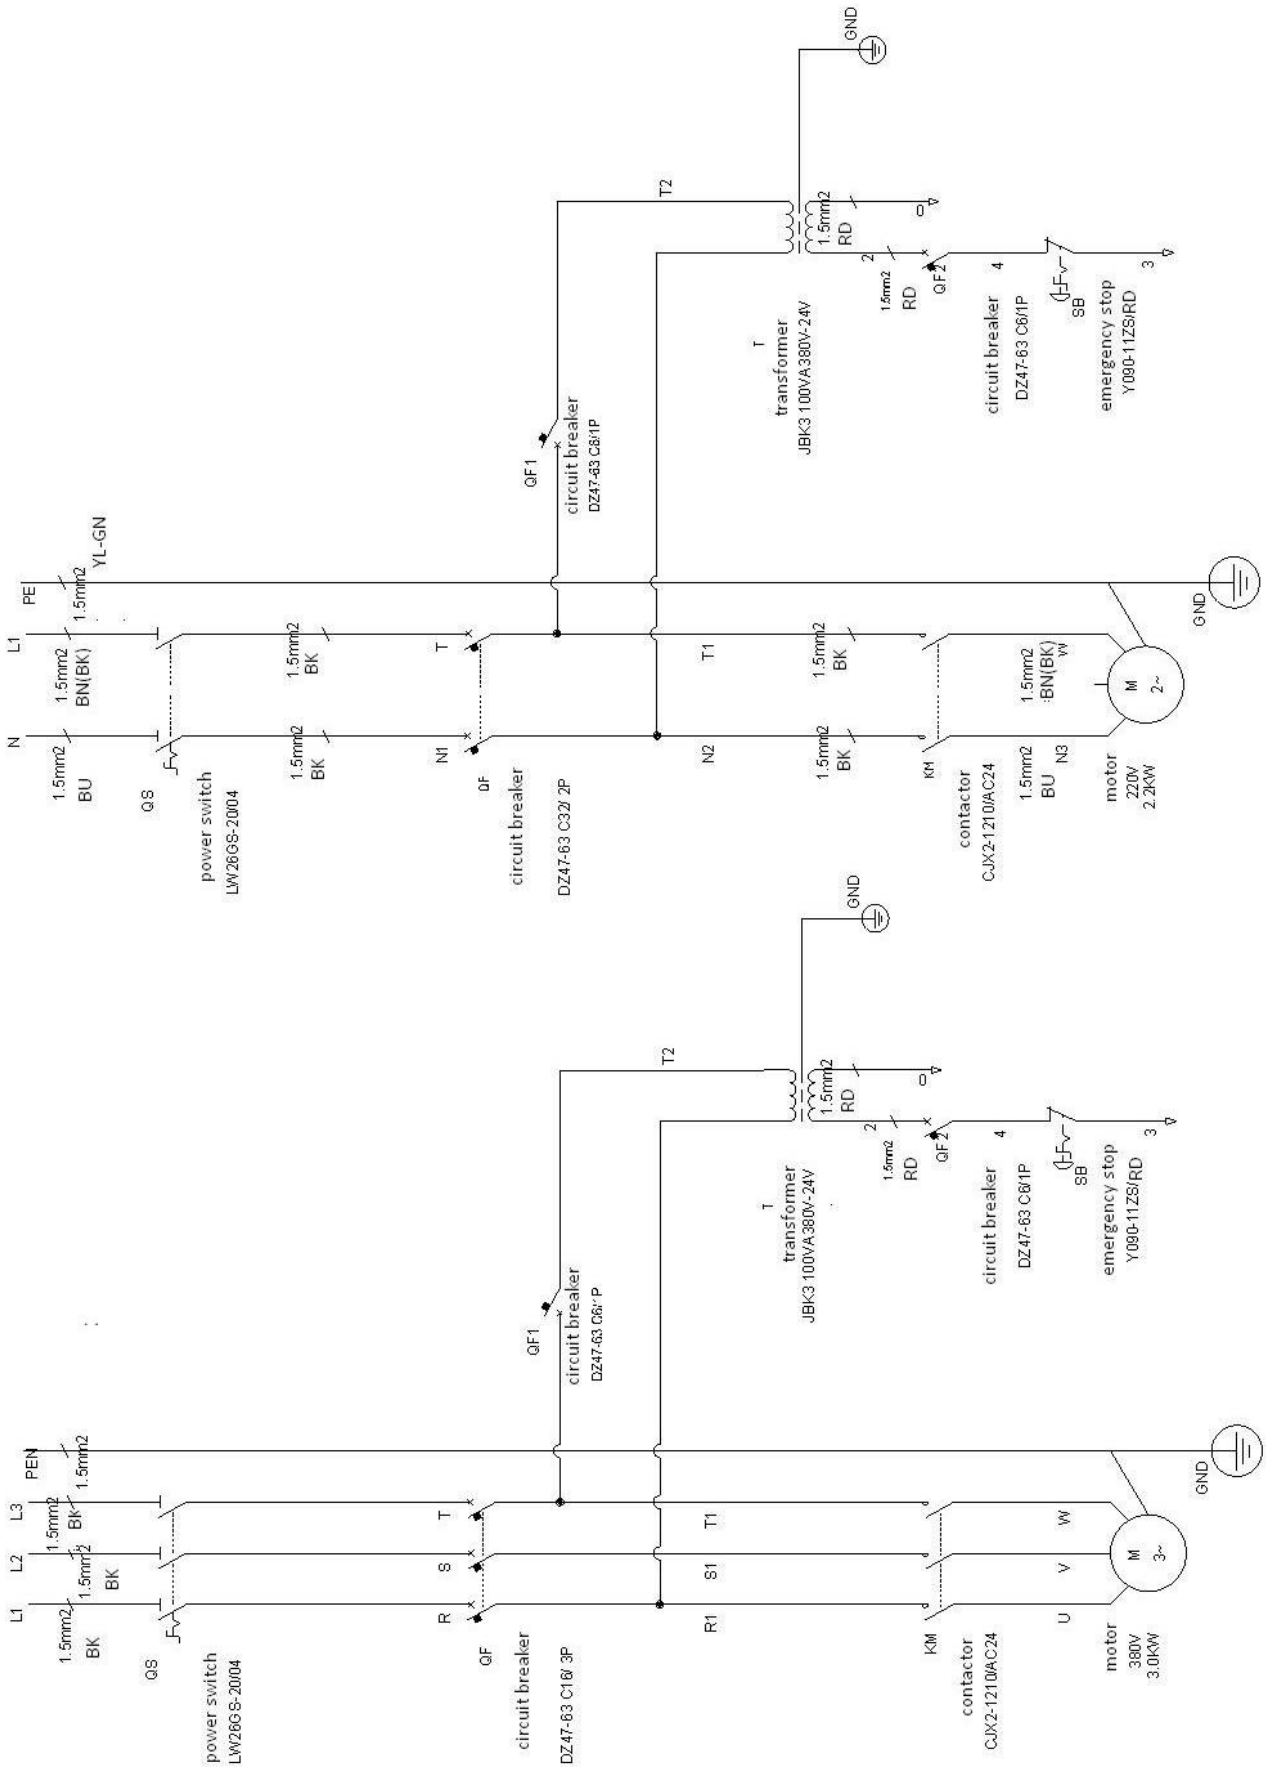 L1
L2
L3
PEN
1.5mm2
BK
1.5mm2
BK
1.5mm2
BK
1.5mm2
QS
power switch
LW26GS-20/04
R
S
T
QF
circuit breaker
DZ47-63 C16/ 3P
QF1
circuit breaker
DZ47-63 C6/1P
R1
S1
T1
T2
T
transformer
JBK3 100VA380V-24V
1.5mm2
RD
GND
2
1.5mm2
RD
0
QF2
circuit breaker
DZ47-63 C6/1P
4
SB
emergency stop
Y090-11ZS/RD
3
KM
contactor
CJX2-1210/AC24
U
V
W
M
3~
motor
380V
3.0KW
GND
N
L1
PE
1.5mm2
BU
1.5mm2
BN(BK)
1.5mm2
YL-GN
QS
power switch
LW26GS-20/04
1.5mm2
BK
1.5mm2
BK
N1
T
QF
circuit breaker
DZ47-63 C32/ 2P
QF1
circuit breaker
DZ47-63 C6/1P
N2
T1
T2
T
transformer
JBK3 100VA380V-24V
1.5mm2
RD
GND
1.5mm2
BK
1.5mm2
BK
2
1.5mm2
RD
0
QF2
circuit breaker
DZ47-63 C6/1P
4
SB
emergency stop
Y090-11ZS/RD
3
KM
contactor
CJX2-1210/AC24
1.5mm2
BU
N3
1.5mm2
BN(BK)
W
M
2~
motor
220V
2.2KW
GND